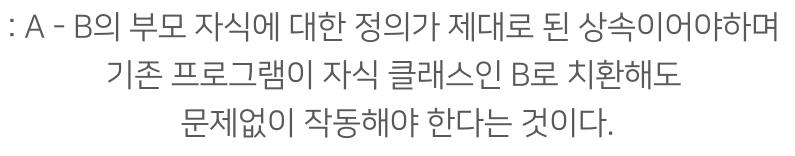 : A - B의 부모 자식에 대한 정의가 제대로 된 상속이어야하며
기존 프로그램이 자식 클래스인 B로 치환해도
문제없이 작동해야 한다는 것이다.